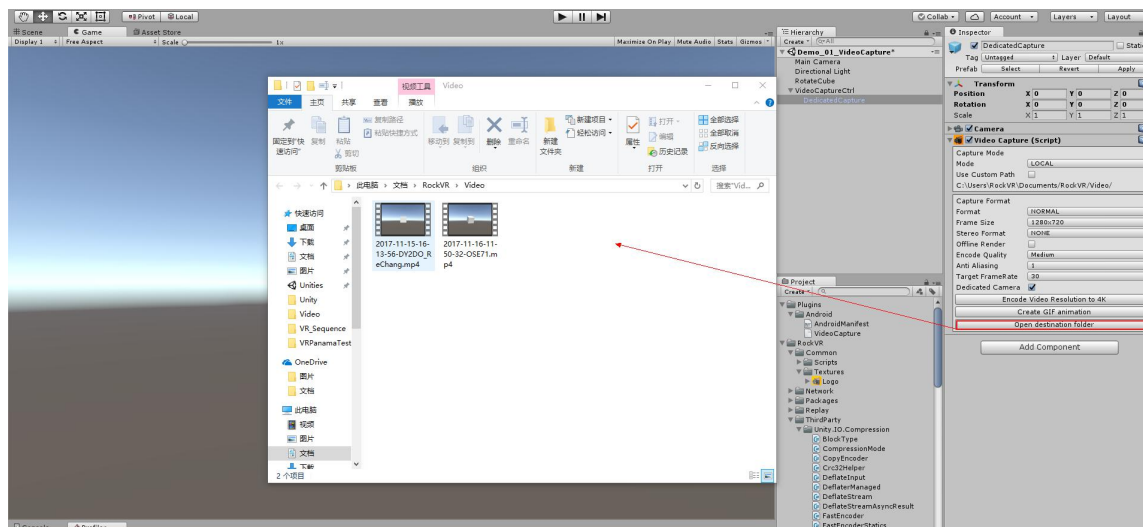 Pivot Local
Collab Account Layers Layout
Scene Game Asset Store
Display 1 Free Aspect Scale 1x Maximize On Play Mute Audio Stats Gizmos
视频工具 Video
文件 主页 共享 查看 播放
固定到"快速访问"
复制
粘贴
复制路径
粘贴快捷方式
剪切
剪贴板
移动到 复制到 删除 重命名
组织
新建文件夹
新建项目
轻松访问
新建
属性
打开
编辑
历史记录
打开
全部选择
全部取消
反向选择
选择
此电脑 > 文档 > RockVR > Video
搜索"Vid...
快速访问
桌面
下载
文档
图片
Unities
Unity
Video
VR_Sequence
VRPanamaTest
OneDrive
图片
文档
此电脑
视频
图片
文档
下载
2017-11-15-16-
13-56-DY2DO_R
eChang.mp4
2017-11-16-11-
50-32-OSE71.m
p4
2 个项目
Hierarchy
Create All
Demo_01_VideoCapture*
Main Camera
Directional Light
RotateCube
VideoCaptureCtrl
DedicatedCapture
Project
Create
Plugins
Android
AndroidManifest
VideoCapture
RockVR
Common
Scripts
Textures
Logo
Network
Packages
Replay
ThirdParty
Unity.IO.Compression
BlockType
CompressionMode
CopyEncoder
Crc32Helper
DeflateInput
DeflaterManaged
DeflateStream
DeflateStreamAsyncResult
FastEncoder
FastEncoderStatics
Inspector
DedicatedCapture Stati
Tag Untagged Layer Default
Prefab Select Revert Apply
Transform
Position X 0 Y 0 Z 0
Rotation X 0 Y 0 Z 0
Scale X 1 Y 1 Z 1
Camera
Video Capture (Script)
Capture Mode
Mode LOCAL
Use Custom Path
C:/Users\RockVR\Documents/RockVR/Video/
Capture Format
Format NORMAL
Frame Size 1280x720
Stereo Format NONE
Offline Render
Encode Quality Medium
Anti Aliasing 1
Target FrameRate 30
Dedicated Camera
Encode Video Resolution to 4K
Create GIF animation
Open destination folder
Add Component